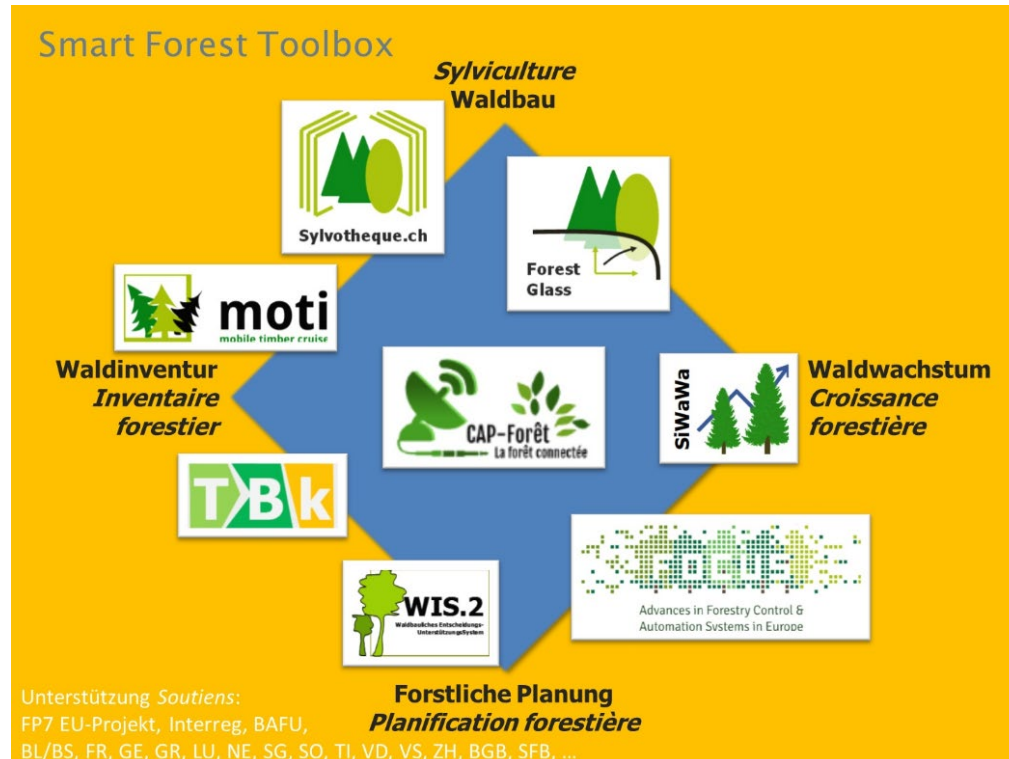 Smart Forest Toolbox
Sylviculture
Waldbau
Sylvotheque.ch
Forest
Glass
moti
mobile timber cruise
Waldinventur
Inventaire
forestier
CAP-Forêt
La forêt connectée
SiWaWa
Waldwachstum
Croissance
forestière
TBk
WIS.2
Waldbauliches Entscheidungs-
UnterstützungsSystem
FOCUS
Advances in Forestry Control &
Automation Systems in Europe
Forstliche Planung
Planification forestière
Unterstützung Soutiens:
FP7 EU-Projekt, Interreg, BAFU,
BL/BS, FR, GE, GR, LU, NE, SG, SO, TI, VD, VS, ZH, BGB, SFB, ...